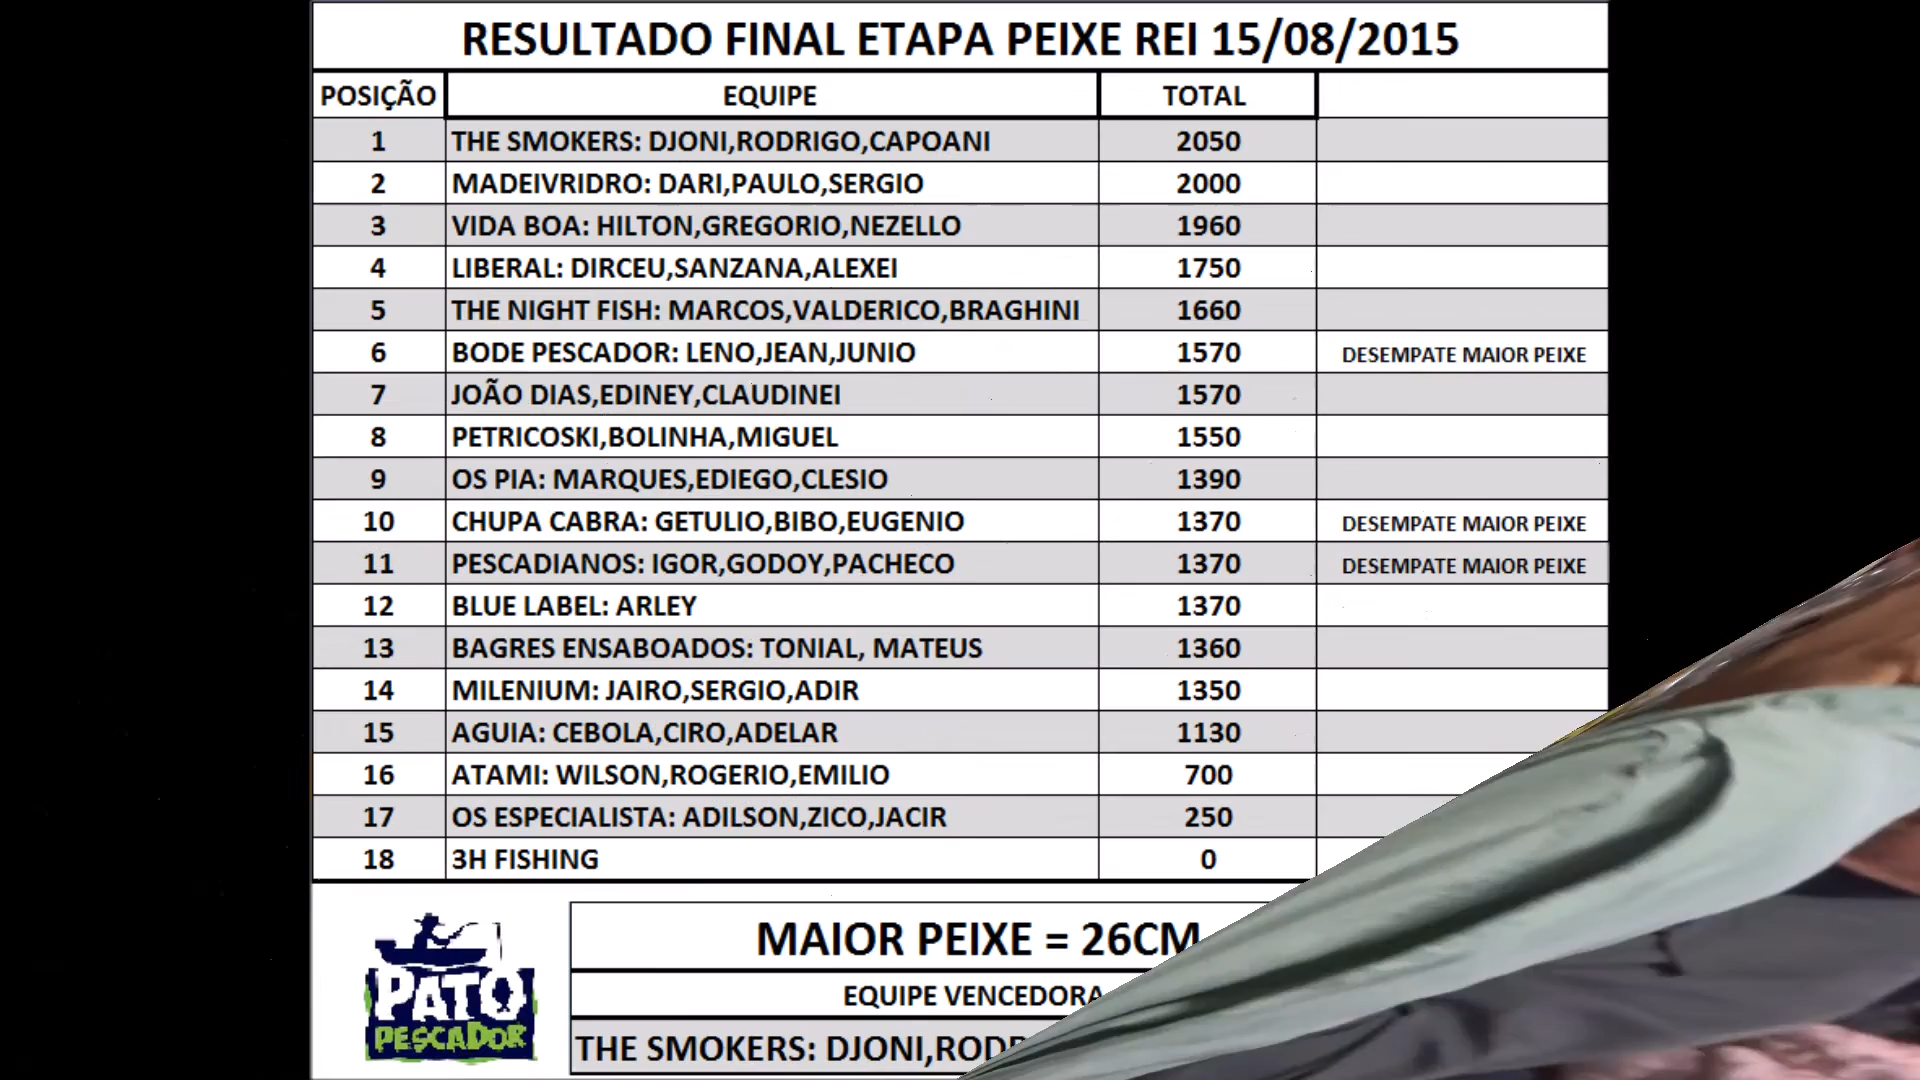 RESULTADO FINAL ETAPA PEIXE REI 15/08/2015
POSIÇÃO EQUIPE TOTAL
1 THE SMOKERS: DJONI,RODRIGO,CAPOANI 2050
2 MADEIVRIDRO: DARI,PAULO,SERGIO 2000
3 VIDA BOA: HILTON,GREGORIO,NEZELLO 1960
4 LIBERAL: DIRCEU,SANZANA,ALEXEI 1750
5 THE NIGHT FISH: MARCOS,VALDERICO,BRAGHINI 1660
6 BODE PESCADOR: LENO,JEAN,JUNIO 1570 DESEMPATE MAIOR PEIXE
7 JOÃO DIAS,EDINEY,CLAUDINEI 1570
8 PETRICOSKI,BOLINHA,MIGUEL 1550
9 OS PIA: MARQUES,EDIEGO,CLESIO 1390
10 CHUPA CABRA: GETULIO,BIBO,EUGENIO 1370 DESEMPATE MAIOR PEIXE
11 PESCADIANOS: IGOR,GODOY,PACHECO 1370 DESEMPATE MAIOR PEIXE
12 BLUE LABEL: ARLEY 1370
13 BAGRES ENSABOADOS: TONIAL, MATEUS 1360
14 MILENIUM: JAIRO,SERGIO,ADIR 1350
15 AGUIA: CEBOLA,CIRO,ADELAR 1130
16 ATAMI: WILSON,ROGERIO,EMILIO 700
17 OS ESPECIALISTA: ADILSON,ZICO,JACIR 250
18 3H FISHING 0
MAIOR PEIXE = 26CM
EQUIPE VENCEDORA
THE SMOKERS: DJONI,
PATO
PESCADOR